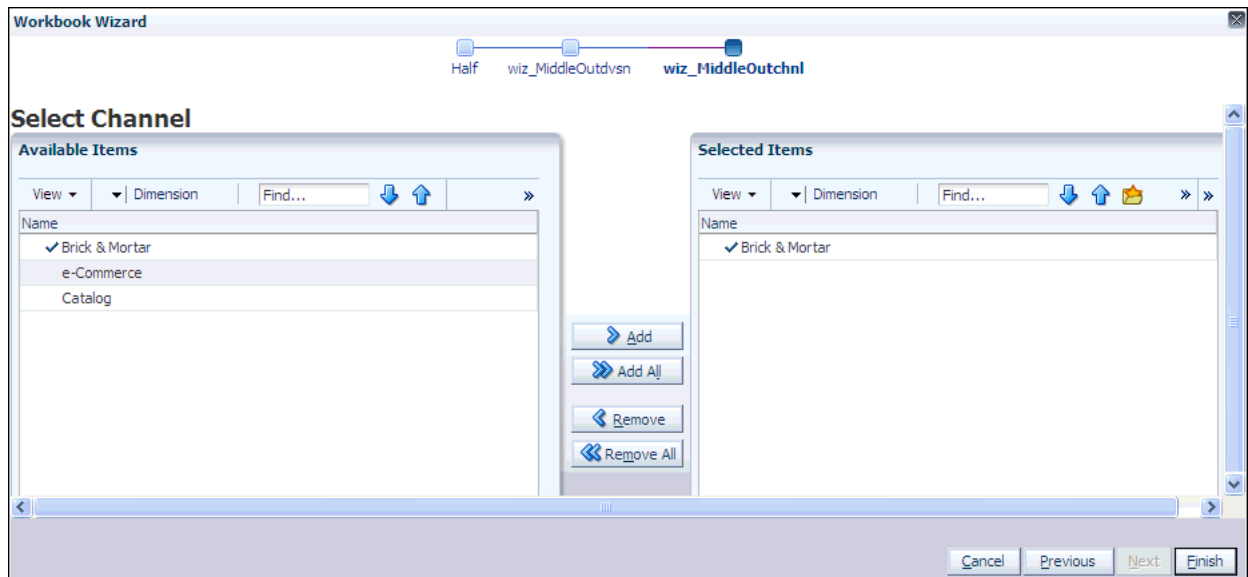 Workbook Wizard
Half wiz_MiddleOutdvsn wiz_MiddleOutchnl
Select Channel
Available Items
View Dimension Find... »
Name
Brick & Mortar
e-Commerce
Catalog
Add
Add All
Remove
Remove All
Selected Items
View Dimension Find... » »
Name
Brick & Mortar
Cancel Previous Next Finish